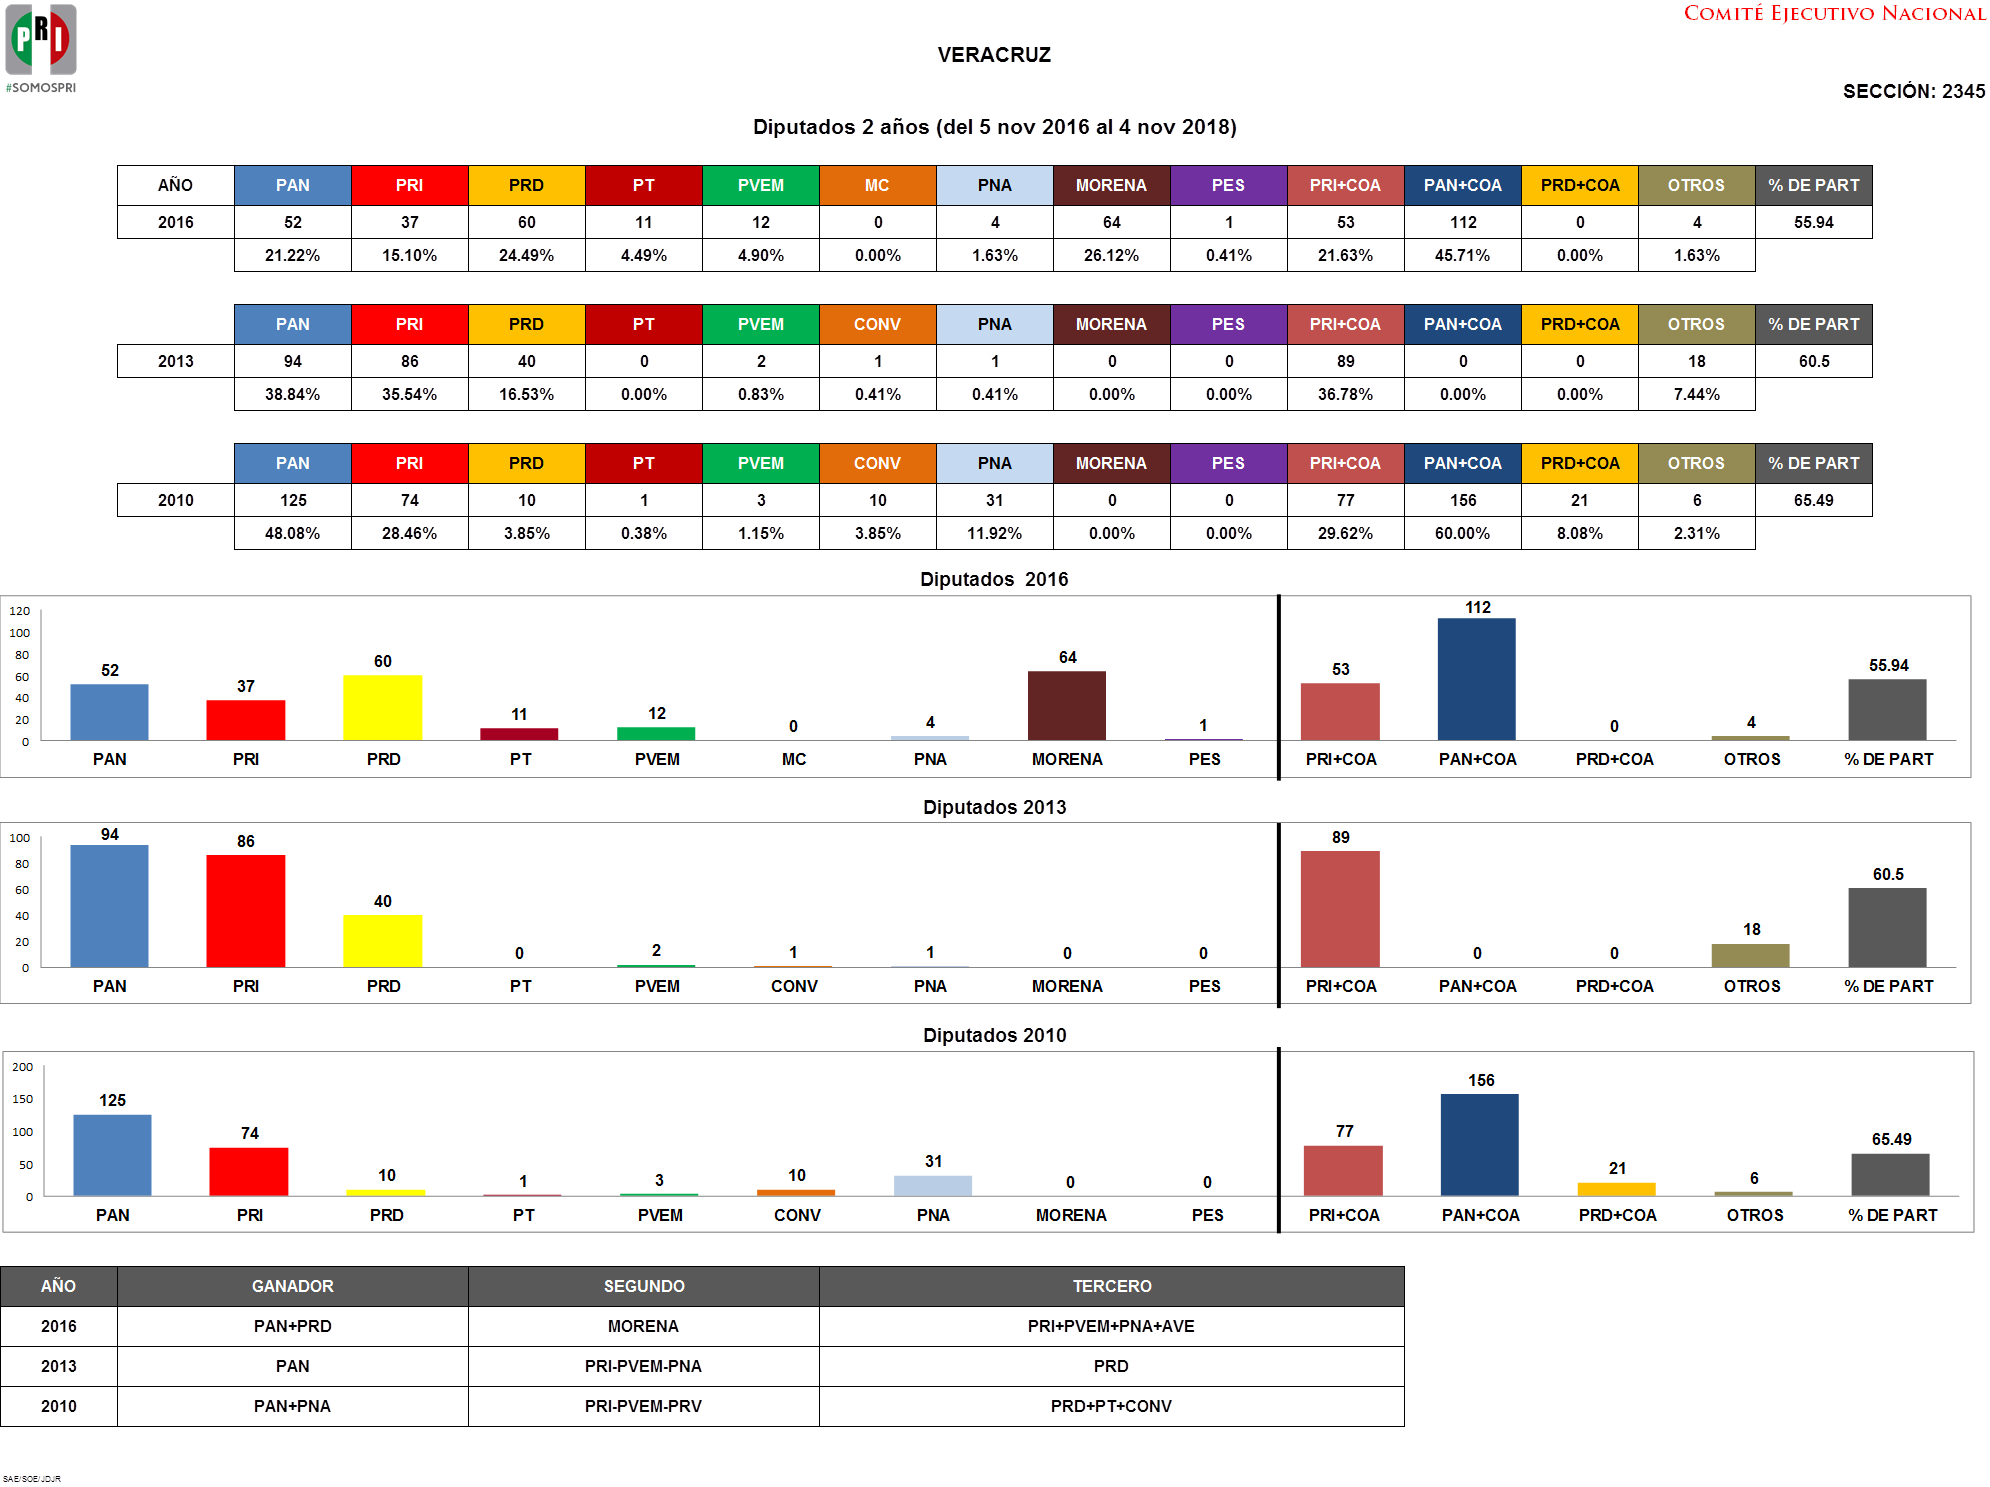 PRI
#SOMOSPRI
COMITÉ EJECUTIVO NACIONAL
VERACRUZ
SECCIÓN: 2345
Diputados 2 años (del 5 nov 2016 al 4 nov 2018)
AÑO PAN PRI PRD PT PVEM MC PNA MORENA PES PRI+COA PAN+COA PRD+COA OTROS % DE PART
2016 52 37 60 11 12 0 4 64 1 53 112 0 4 55.94
21.22% 15.10% 24.49% 4.49% 4.90% 0.00% 1.63% 26.12% 0.41% 21.63% 45.71% 0.00% 1.63%
PAN PRI PRD PT PVEM CONV PNA MORENA PES PRI+COA PAN+COA PRD+COA OTROS % DE PART
2013 94 86 40 0 2 1 1 0 0 89 0 0 18 60.5
38.84% 35.54% 16.53% 0.00% 0.83% 0.41% 0.41% 0.00% 0.00% 36.78% 0.00% 0.00% 7.44%
PAN PRI PRD PT PVEM CONV PNA MORENA PES PRI+COA PAN+COA PRD+COA OTROS % DE PART
2010 125 74 10 1 3 10 31 0 0 77 156 21 6 65.49
48.08% 28.46% 3.85% 0.38% 1.15% 3.85% 11.92% 0.00% 0.00% 29.62% 60.00% 8.08% 2.31%
Diputados 2016
120
100
80
60
40
20
0
52 37 60 11 12 0 4 64 1 53 112 0 4 55.94
PAN PRI PRD PT PVEM MC PNA MORENA PES PRI+COA PAN+COA PRD+COA OTROS % DE PART
Diputados 2013
100
80
60
40
20
0
94 86 40 0 2 1 1 0 0 89 0 0 18 60.5
PAN PRI PRD PT PVEM CONV PNA MORENA PES PRI+COA PAN+COA PRD+COA OTROS % DE PART
Diputados 2010
200
150
100
50
0
125 74 10 1 3 10 31 0 0 77 156 21 6 65.49
PAN PRI PRD PT PVEM CONV PNA MORENA PES PRI+COA PAN+COA PRD+COA OTROS % DE PART
AÑO GANADOR SEGUNDO TERCERO
2016 PAN+PRD MORENA PRI+PVEM+PNA+AVE
2013 PAN PRI-PVEM-PNA PRD
2010 PAN+PNA PRI-PVEM-PRV PRD+PT+CONV
SAE/SOE/JDJR